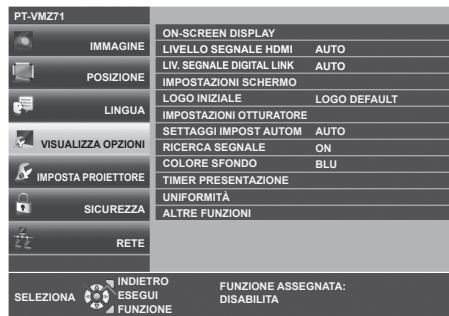 PT-VMZ71
IMMAGINE
POSIZIONE
LINGUA
VISUALIZZA OPZIONI
IMPOSTA PROIETTORE
SICUREZZA
RETE
ON-SCREEN DISPLAY
LIVELLO SEGNALE HDMI AUTO
LIV. SEGNALE DIGITAL LINK AUTO
IMPOSTAZIONI SCHERMO
LOGO INIZIALE LOGO DEFAULT
IMPOSTAZIONI OTTURATORE
SETTAGGI IMPOST AUTOM AUTO
RICERCA SEGNALE ON
COLORE SFONDO BLU
TIMER PRESENTAZIONE
UNIFORMITÀ
ALTRE FUNZIONI
SELEZIONA
INDIETRO
ESEGUI
FUNZIONE
FUNZIONE ASSEGNATA:
DISABILITA